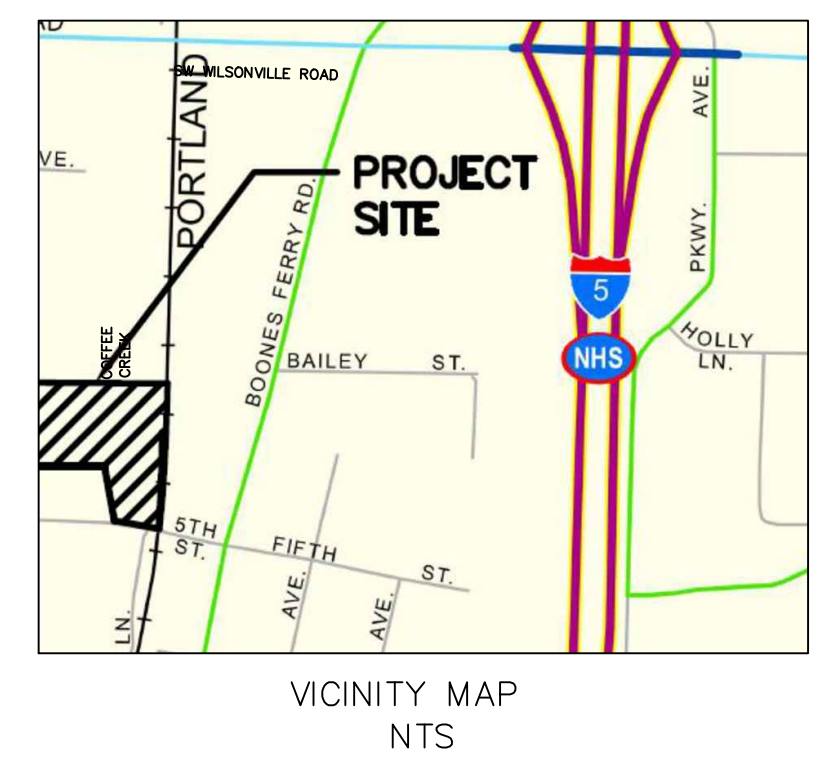 SW WILSONVILLE ROAD
PORTLAND
AVE.
VE.
PROJECT
SITE
BOONES FERRY RD.
PKWY.
5
COFFEE
CREEK
HOLLY
LN.
NHS
BAILEY ST.
5TH
ST.
FIFTH
ST.
AVE.
AVE.
LN.
VICINITY MAP
NTS